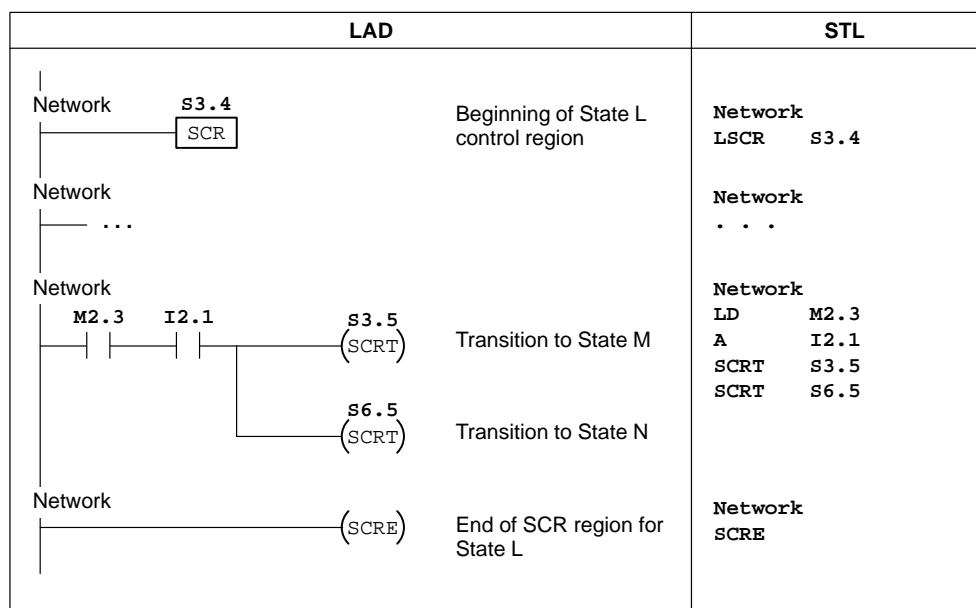 LAD
STL
Network
S3.4
SCR
Beginning of State L
control region
Network
LSCR S3.4
Network
...
Network
. . .
Network
M2.3 I2.1
S3.5
(SCRT)
Transition to State M
S6.5
(SCRT)
Transition to State N
Network
LD M2.3
A I2.1
SCRT S3.5
SCRT S6.5
Network
(SCRE)
End of SCR region for
State L
Network
SCRE